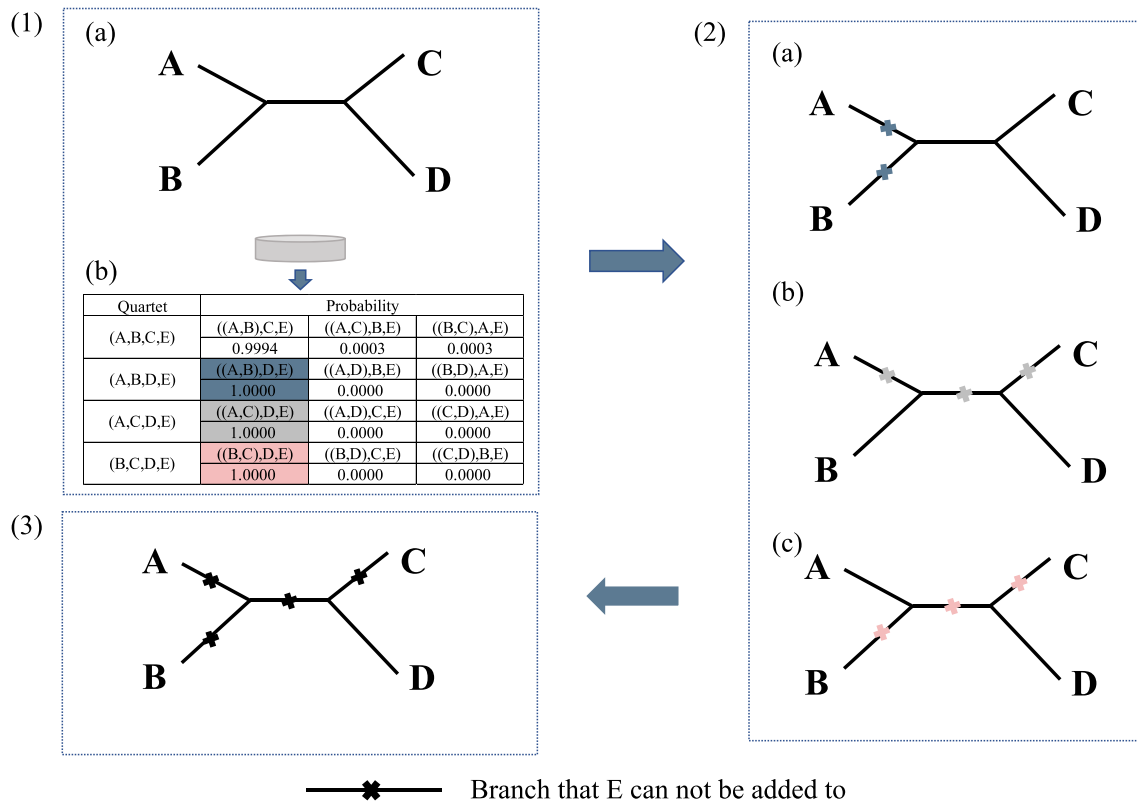 (1)
(a)
A
C
B
D
(b)
Quartet Probability
(A,B,C,E) ((A,B),C,E) ((A,C),B,E) ((B,C),A,E)
0.9994 0.0003 0.0003
(A,B,D,E) ((A,B),D,E) ((A,D),B,E) ((B,D),A,E)
1.0000 0.0000 0.0000
(A,C,D,E) ((A,C),D,E) ((A,D),C,E) ((C,D),A,E)
1.0000 0.0000 0.0000
(B,C,D,E) ((B,C),D,E) ((B,D),C,E) ((C,D),B,E)
1.0000 0.0000 0.0000
(2)
(a)
A
C
B
D
(b)
A
C
B
D
(c)
A
C
B
D
(3)
A
C
B
D
Branch that E can not be added to